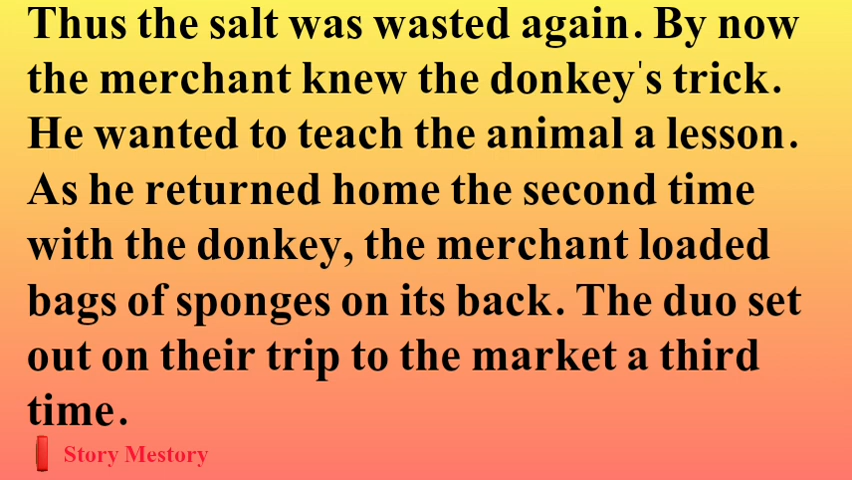 Thus the salt was wasted again. By now
the merchant knew the donkey's trick.
He wanted to teach the animal a lesson.
As he returned home the second time
with the donkey, the merchant loaded
bags of sponges on its back. The duo set
out on their trip to the market a third
time.
Story Mestory